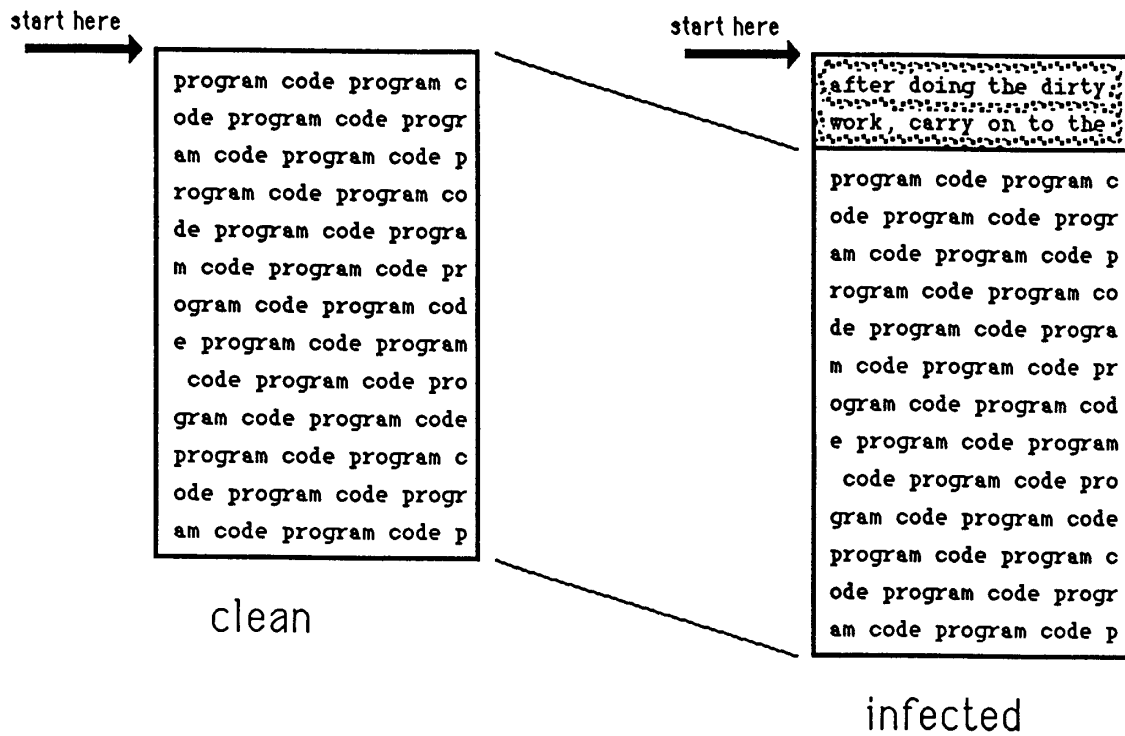 start here
program code program c
ode program code progr
am code program code p
rogram code program co
de program code progra
m code program code pr
ogram code program cod
e program code program
code program code pro
gram code program code
program code program c
ode program code progr
am code program code p
clean
start here
after doing the dirty
work, carry on to the
program code program c
ode program code progr
am code program code p
rogram code program co
de program code progra
m code program code pr
ogram code program cod
e program code program
code program code pro
gram code program code
program code program c
ode program code progr
am code program code p
infected